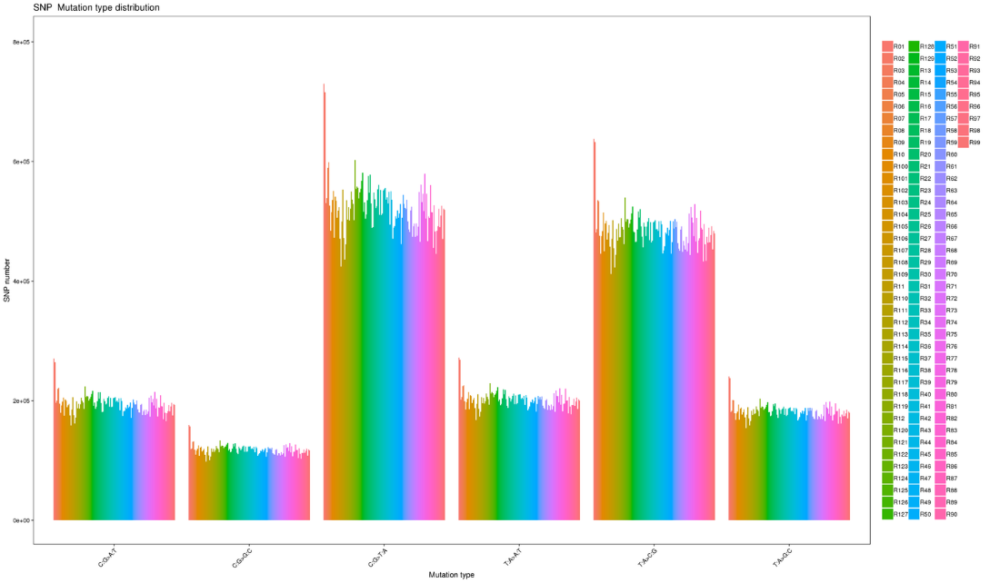 SNP Mutation type distribution
SNP number
8e+05
6e+05
4e+05
2e+05
0e+00
C:G>A:T
C:G>G:C
C:G>T:A
T:A>A:T
T:A>C:G
T:A>G:C
Mutation type
R01
R02
R03
R04
R05
R06
R07
R08
R09
R10
R100
R101
R102
R103
R104
R105
R106
R107
R108
R109
R11
R110
R111
R112
R113
R114
R115
R116
R117
R118
R119
R12
R120
R121
R122
R123
R124
R125
R126
R127
R128
R129
R13
R14
R15
R16
R17
R18
R19
R20
R21
R22
R23
R24
R25
R26
R27
R28
R29
R30
R31
R32
R33
R34
R35
R36
R37
R38
R39
R40
R41
R42
R43
R44
R45
R46
R47
R48
R49
R50
R51
R52
R53
R54
R55
R56
R57
R58
R59
R60
R61
R62
R63
R64
R65
R66
R67
R68
R69
R70
R71
R72
R73
R74
R75
R76
R77
R78
R79
R80
R81
R82
R83
R84
R85
R86
R87
R88
R89
R90
R91
R92
R93
R94
R95
R96
R97
R98
R99